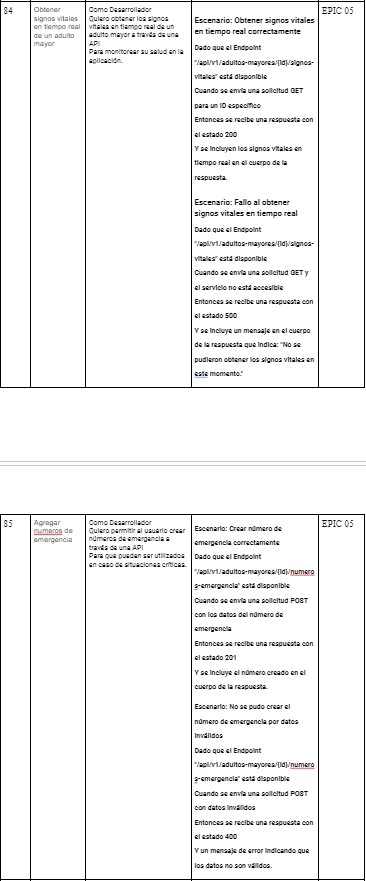 84
Obtener
signos vitales
en tiempo real
de un adulto
mayor
Como Desarrollador
Quiero obtener los signos
vitales en tiempo real de un
adulto mayor a través de una
API
Para monitorear su salud en la
aplicación.
Escenario: Obtener signos vitales
en tiempo real correctamente
Dado que el Endpoint
"/api/v1/adultos-mayores/{id}/signos-
vitales" está disponible
Cuando se envía una solicitud GET
para un ID específico
Entonces se recibe una respuesta con
el estado 200
Y se incluyen los signos vitales en
tiempo real en el cuerpo de la
respuesta.
Escenario: Fallo al obtener
signos vitales en tiempo real
Dado que el Endpoint
"/api/v1/adultos-mayores/{id}/signos-
vitales" está disponible
Cuando se envía una solicitud GET y
el servicio no está accesible
Entonces se recibe una respuesta con
el estado 500
Y se incluye un mensaje en el cuerpo
de la respuesta que indica: "No se
pudieron obtener los signos vitales en
este momento."
EPIC 05
85
Agregar
numeros de
emergencia
Como Desarrollador
Quiero permitir al usuario crear
números de emergencia a
través de una API
Para que puedan ser utilizados
en caso de situaciones críticas.
Escenario: Crear número de
emergencia correctamente
Dado que el Endpoint
"/api/v1/adultos-mayores/{id}/numero
s-emergencia" está disponible
Cuando se envía una solicitud POST
con los datos del número de
emergencia
Entonces se recibe una respuesta con
el estado 201
Y se incluye el número creado en el
cuerpo de la respuesta.
Escenario: No se pudo crear el
número de emergencia por datos
inválidos
Dado que el Endpoint
"/api/v1/adultos-mayores/{id}/numero
s-emergencia" está disponible
Cuando se envía una solicitud POST
con datos inválidos
Entonces se recibe una respuesta con
el estado 400
Y un mensaje de error indicando que
los datos no son válidos.
EPIC 05